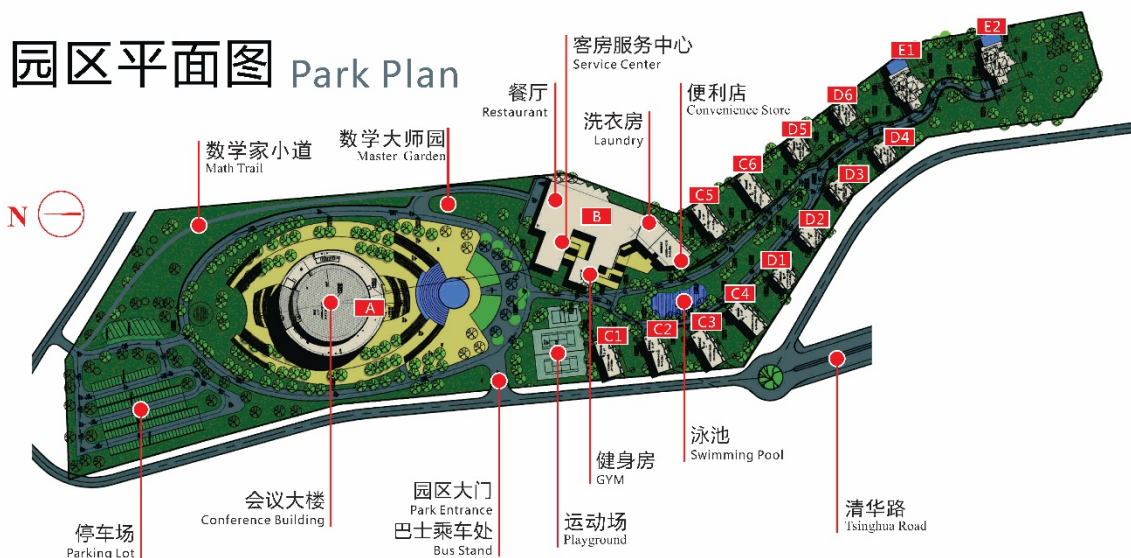 园区平面图 Park Plan
客房服务中心
Service Center
餐厅
Restaurant
便利店
Convenience Store
洗衣房
Laundry
数学家小道
Math Trail
数学大师园
Master Garden
N
E1
E2
D6
D5
D4
C6
D3
C5
D2
B
D1
A
C4
C1
C2
C3
停车场
Parking Lot
会议大楼
Conference Building
园区大门
Park Entrance
巴士乘车处
Bus Stand
运动场
Playground
健身房
GYM
泳池
Swimming Pool
清华路
Tsinghua Road